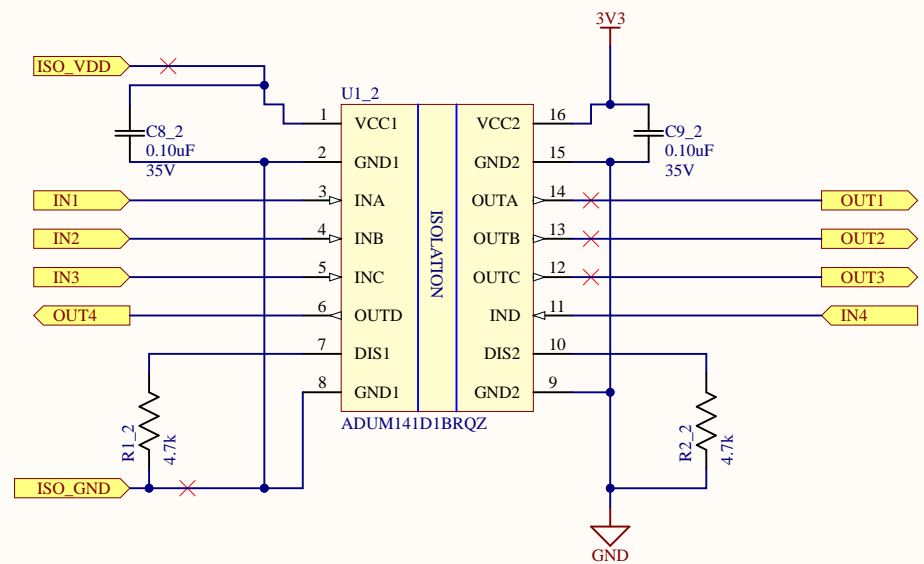 3V3
ISO_VDD
U1_2
1 VCC1 VCC2 16
C8_2
0.10uF
35V
C9_2
0.10uF
35V
2 GND1 GND2 15
IN1 3 INA OUTA 14 OUT1
IN2 4 INB OUTB 13 OUT2
IN3 5 INC OUTC 12 OUT3
OUT4 6 OUTD IND 11 IN4
7 DIS1 DIS2 10
8 GND1 GND2 9
ISOLATION
ADUM141D1BRQZ
R1_2
4.7k
R2_2
4.7k
ISO_GND
GND